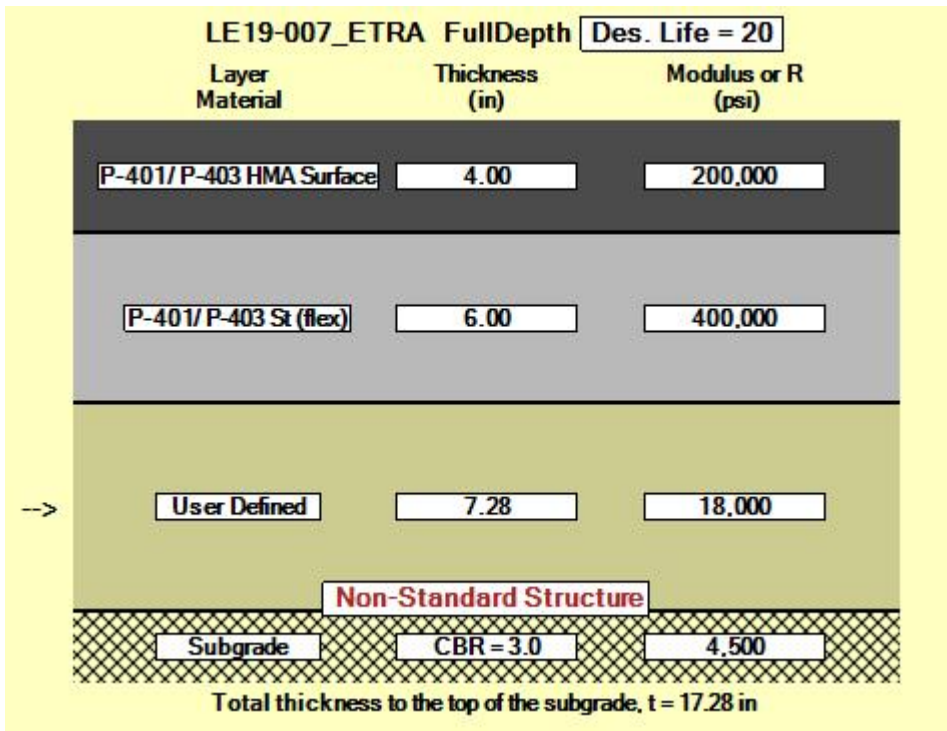 LE19-007_ETRA FullDepth Des. Life = 20
Layer Material Thickness (in) Modulus or R (psi)
P-401/ P-403 HMA Surface 4.00 200,000
P-401/ P-403 St (flex) 6.00 400,000
--> User Defined 7.28 18,000
Non-Standard Structure
Subgrade CBR = 3.0 4,500
Total thickness to the top of the subgrade, t = 17.28 in